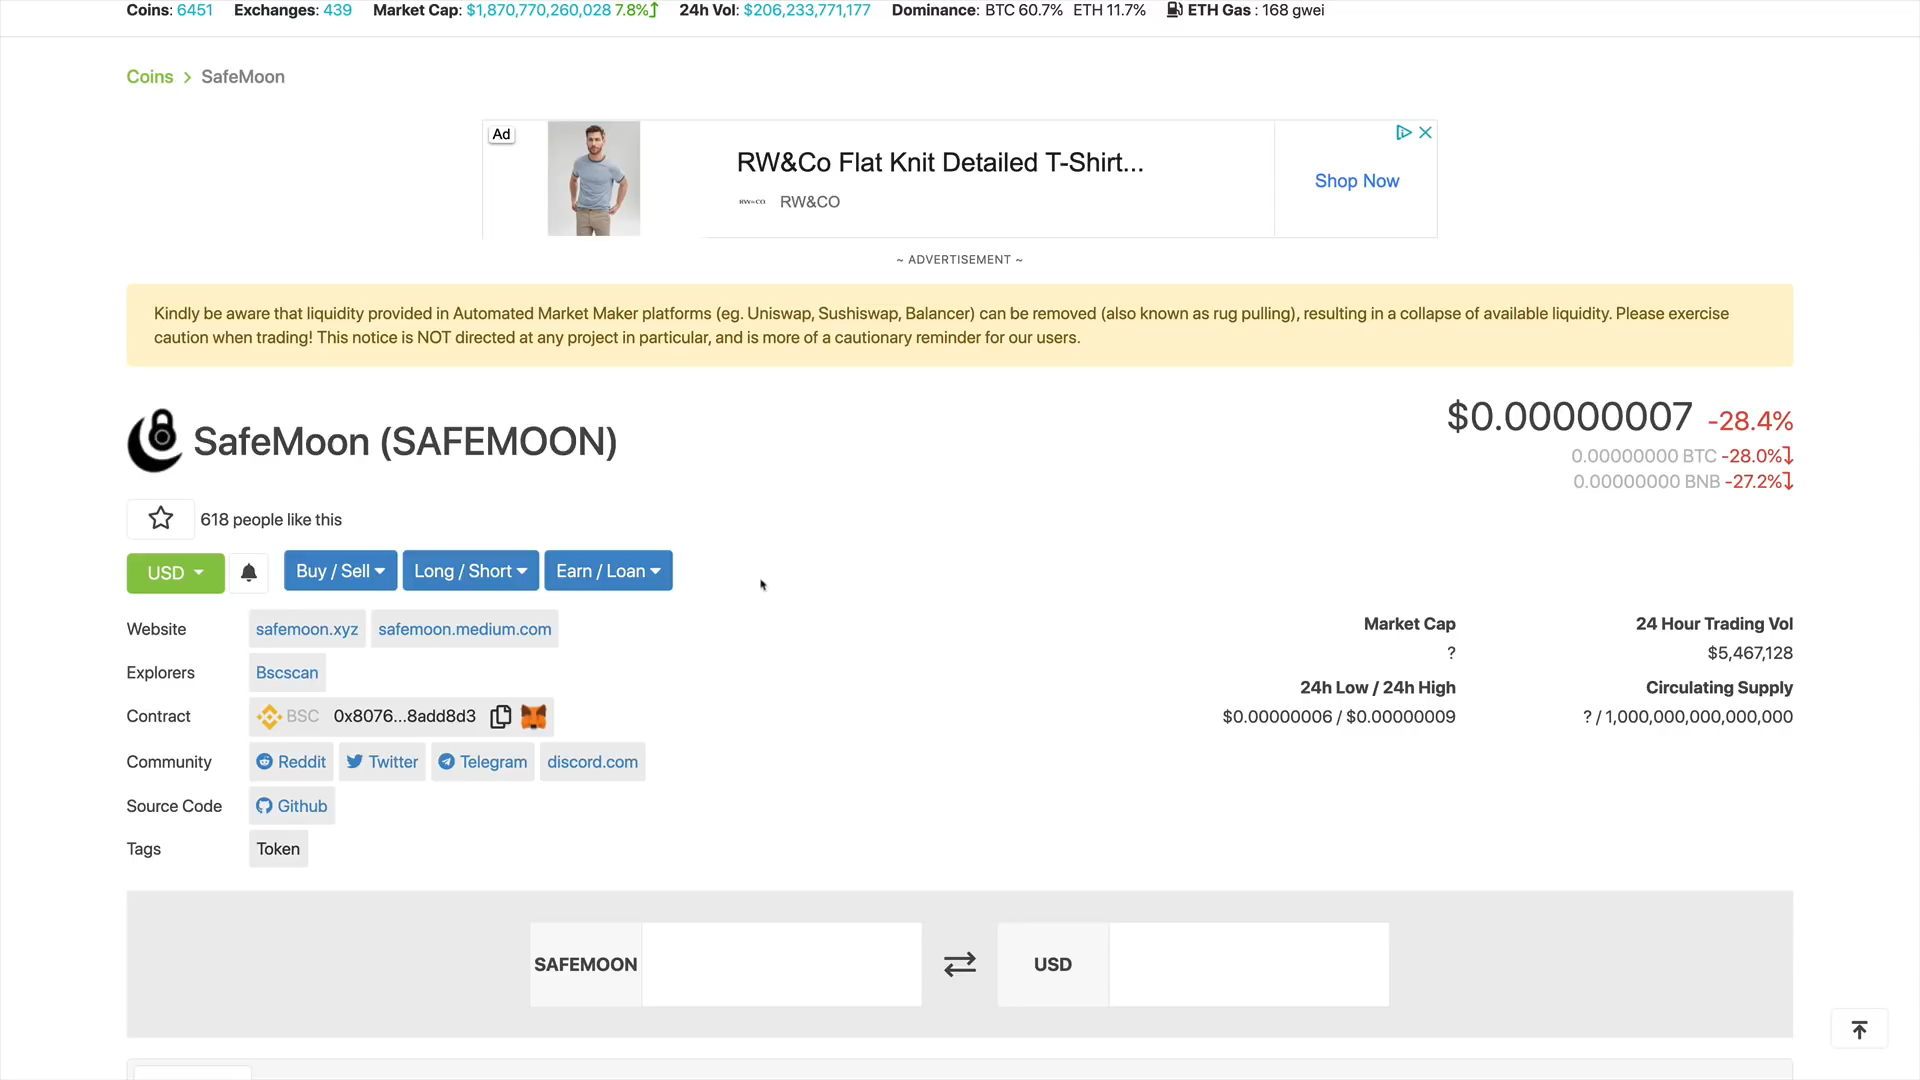 Coins: 6451 Exchanges: 439 Market Cap: $1,870,770,260,028 7.8% 24h Vol: $206,233,771,177 Dominance: BTC 60.7% ETH 11.7% ETH Gas : 168 gwei
Coins > SafeMoon
Ad
RW&Co Flat Knit Detailed T-Shirt...
RW&CO RW&CO
Shop Now
~ ADVERTISEMENT ~
Kindly be aware that liquidity provided in Automated Market Maker platforms (eg. Uniswap, Sushiswap, Balancer) can be removed (also known as rug pulling), resulting in a collapse of available liquidity. Please exercise
caution when trading! This notice is NOT directed at any project in particular, and is more of a cautionary reminder for our users.
SafeMoon (SAFEMOON)
$0.00000007 -28.4%
0.00000000 BTC -28.0%
0.00000000 BNB -27.2%
618 people like this
USD Buy / Sell Long / Short Earn / Loan
Website safemoon.xyz safemoon.medium.com
Explorers Bscscan
Contract BSC 0x8076...8add8d3
Community Reddit Twitter Telegram discord.com
Source Code Github
Tags Token
Market Cap
?
24 Hour Trading Vol
$5,467,128
24h Low / 24h High
$0.00000006 / $0.00000009
Circulating Supply
? / 1,000,000,000,000,000
SAFEMOON USD